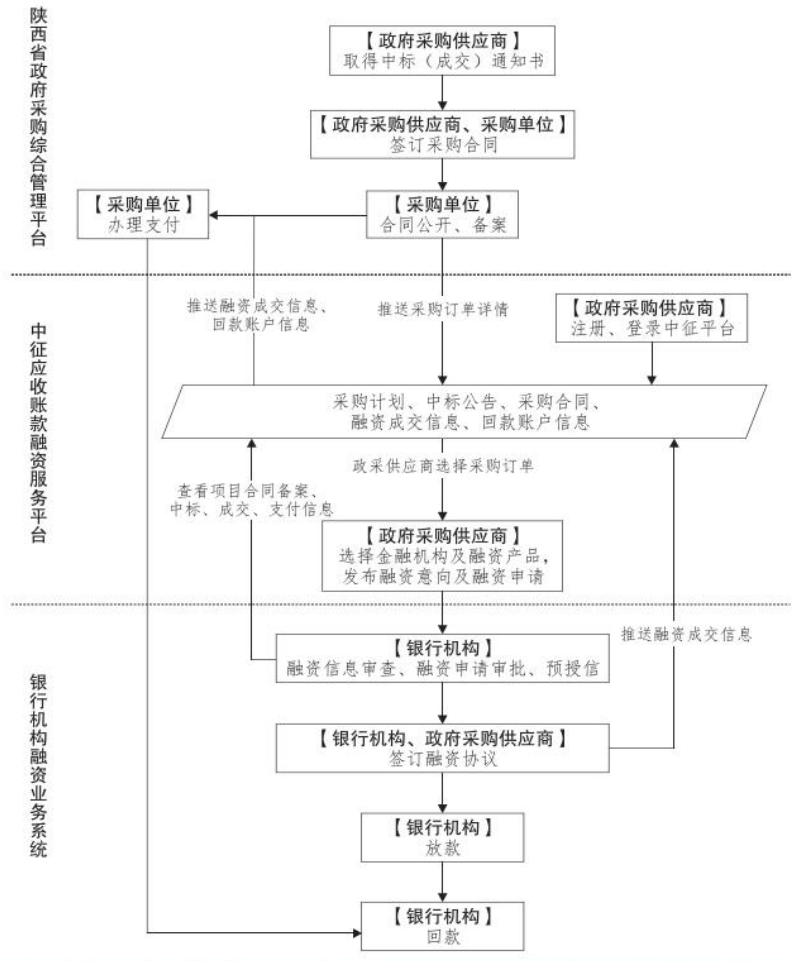 陕西省政府采购综合管理平台
【政府采购供应商】
取得中标（成交）通知书
【政府采购供应商、采购单位】
签订采购合同
【采购单位】
办理支付
【采购单位】
合同公开、备案
中征应收账款融资服务平台
推送融资成交信息、
回款账户信息
推送采购订单详情
【政府采购供应商】
注册、登录中征平台
采购计划、中标公告、采购合同、
融资成交信息、回款账户信息
政采供应商选择采购订单
查看项目合同备案、
中标、成交、支付信息
【政府采购供应商】
选择金融机构及融资产品，
发布融资意向及融资申请
银行机构融资业务系统
推送融资成交信息
【银行机构】
融资信息审查、融资申请审批、预授信
【银行机构、政府采购供应商】
签订融资协议
【银行机构】
放款
【银行机构】
回款